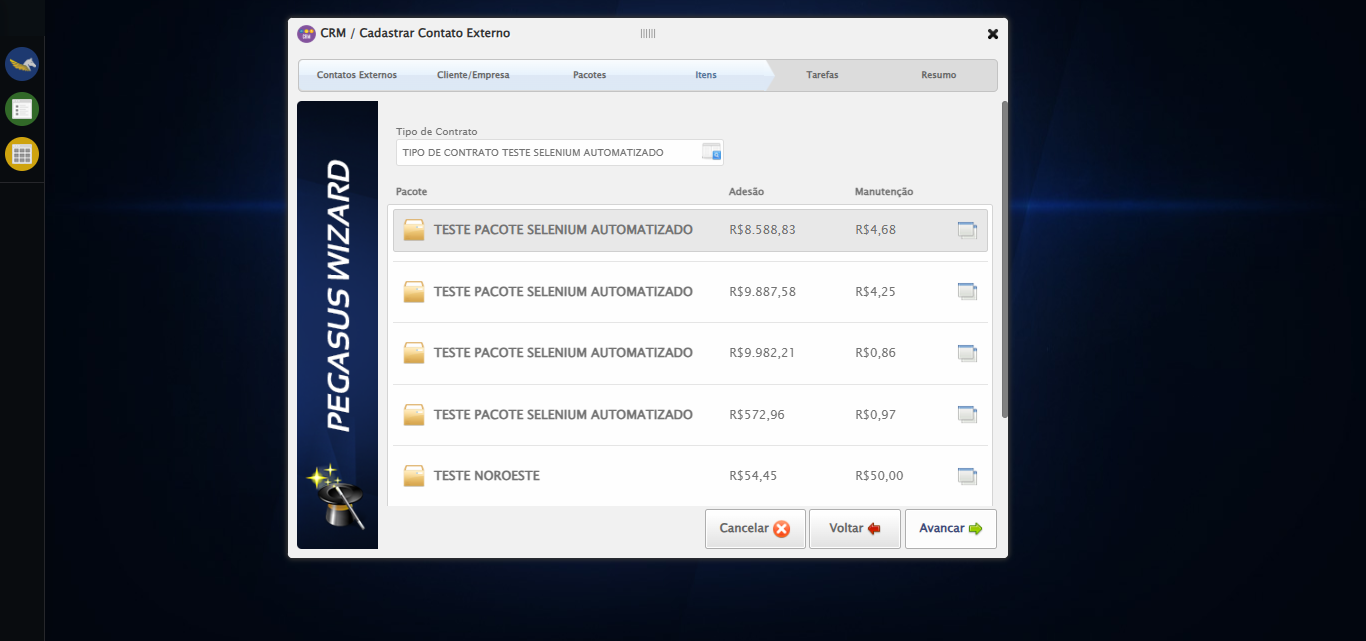 CRM / Cadastrar Contato Externo
Contatos Externos Cliente/Empresa Pacotes Itens Tarefas Resumo
PEGASUS WIZARD
Tipo de Contrato
TIPO DE CONTRATO TESTE SELENIUM AUTOMATIZADO
Pacote Adesão Manutenção
TESTE PACOTE SELENIUM AUTOMATIZADO R$8.588,83 R$4,68
TESTE PACOTE SELENIUM AUTOMATIZADO R$9.887,58 R$4,25
TESTE PACOTE SELENIUM AUTOMATIZADO R$9.982,21 R$0,86
TESTE PACOTE SELENIUM AUTOMATIZADO R$572,96 R$0,97
TESTE NOROESTE R$54,45 R$50,00
Cancelar Voltar Avancar